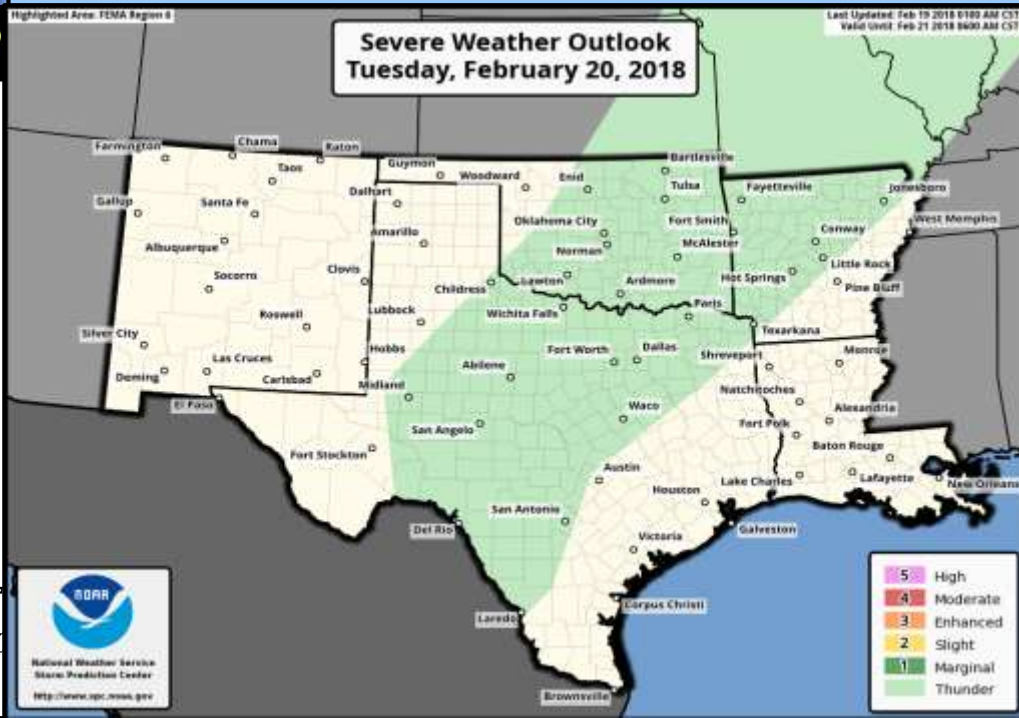 Highlighted Area: FEMA Region 6
Last Updated: Feb 19 2018 0100 AM CST
Valid Until: Feb 21 2018 0600 AM CST
Severe Weather Outlook
Tuesday, February 20, 2018
Farmington
Chama
Raton
Guymon
Bartlesville
Taos
Woodward
Enid
Dalhart
Tulsa
Fayetteville
Jonesboro
Gallup
Santa Fe
Oklahoma City
Fort Smith
West Memphis
Amarillo
Conway
Albuquerque
Norman
McAlester
Socorro
Clovis
Little Rock
Childress
Lawton
Ardmore
Hot Springs
Pine Bluff
Roswell
Lubbock
Wichita Falls
Paris
Silver City
Texarkana
Las Cruces
Hobbs
Fort Worth
Dallas
Shreveport
Monroe
Deming
Carlsbad
Midland
Abilene
Natchitoches
El Paso
Waco
Alexandria
San Angelo
Fort Polk
Fort Stockton
Baton Rouge
Austin
Lake Charles
Lafayette
New Orleans
Houston
San Antonio
Del Rio
Galveston
Victoria
Corpus Christi
Laredo
Brownsville
NOAA
National Weather Service
Storm Prediction Center
http://www.spc.noaa.gov
5 High
4 Moderate
3 Enhanced
2 Slight
1 Marginal
Thunder